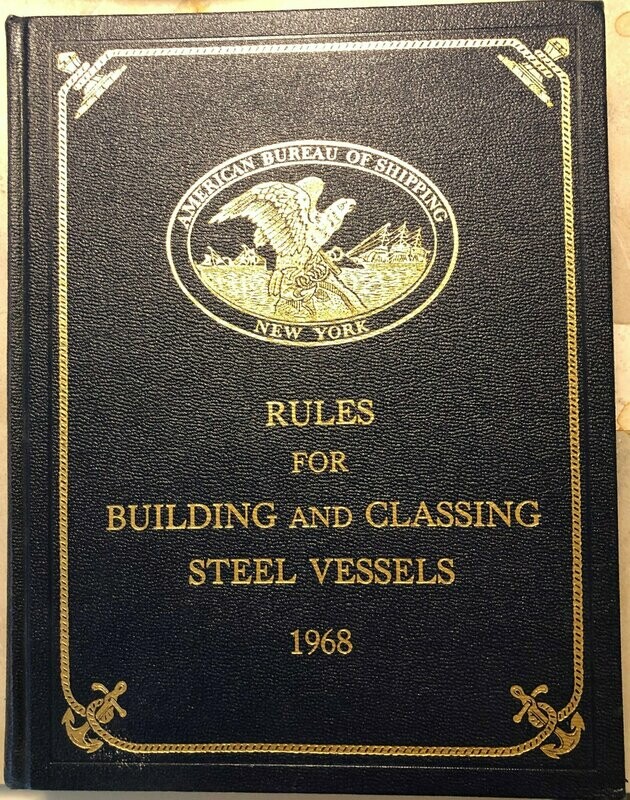 AMERICAN BUREAU OF SHIPPING
NEW YORK
RULES
FOR
BUILDING AND CLASSING
STEEL VESSELS
1968